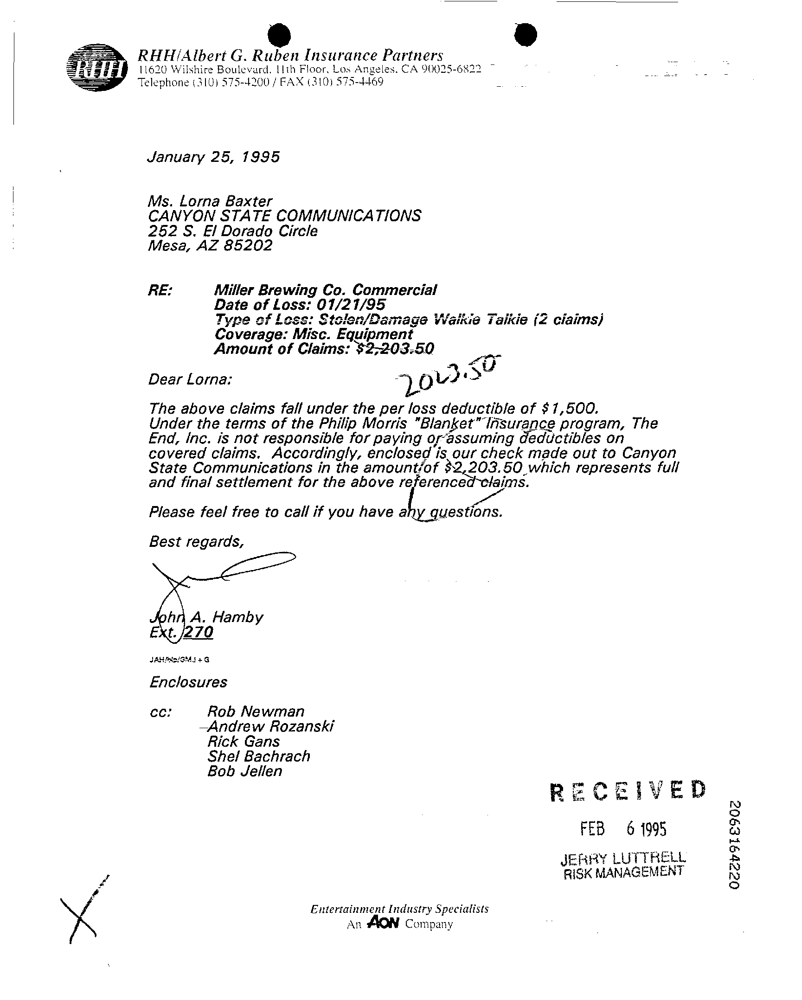 RHH
RHH/Albert G. Ruben Insurance Partners
11620 Wilshire Boulevard, 11th Floor, Los Angeles, CA 90025-6822
Telephone (310) 575-4200 / FAX (310) 575-4469
January 25, 1995
Ms. Lorna Baxter
CANYON STATE COMMUNICATIONS
252 S. El Dorado Circle
Mesa, AZ 85202
RE: Miller Brewing Co. Commercial
Date of Loss: 01/21/95
Type of Loss: Stolen/Damage Walkie Talkie (2 claims)
Coverage: Misc. Equipment
Amount of Claims: $2,203.50
2063.50
Dear Lorna:
The above claims fall under the per loss deductible of $1,500.
Under the terms of the Philip Morris "Blanket" Insurance program, The
End, Inc. is not responsible for paying or assuming deductibles on
covered claims. Accordingly, enclosed is our check made out to Canyon
State Communications in the amount of $2,203.50 which represents full
and final settlement for the above referenced claims.
Please feel free to call if you have any questions.
Best regards,
John A. Hamby
Ext. 270
Enclosures
cc: Rob Newman
Andrew Rozanski
Rick Gans
Shel Bachrach
Bob Jellen
RECEIVED
FEB 6 1995
JERRY LUTTRELL
RISK MANAGEMENT
2063164220
Entertainment Industry Specialists
An AON Company